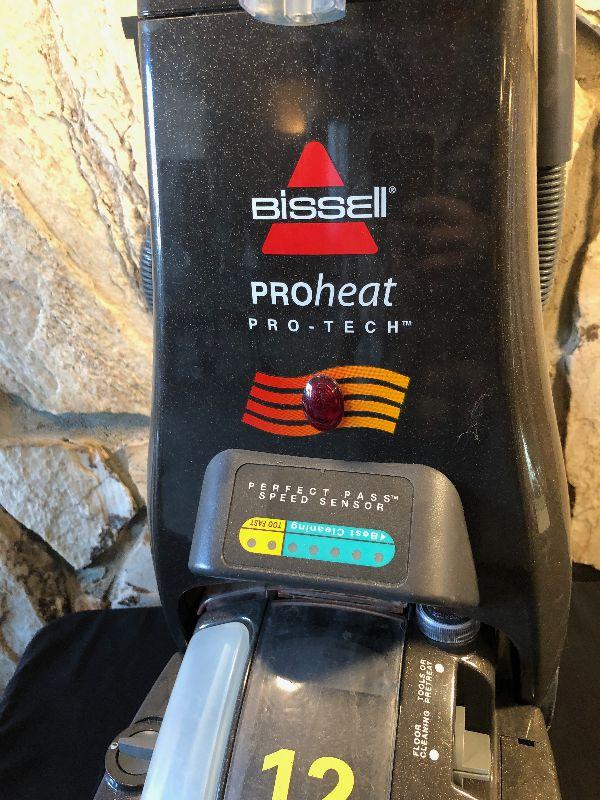 BISSELL®
PROheat
PRO-TECH™
PERFECT PASS™
SPEED SENSOR
TOO FAST
Best Cleaning
TOOLS OR
PRETREAT
FLOOR
CLEANING
12